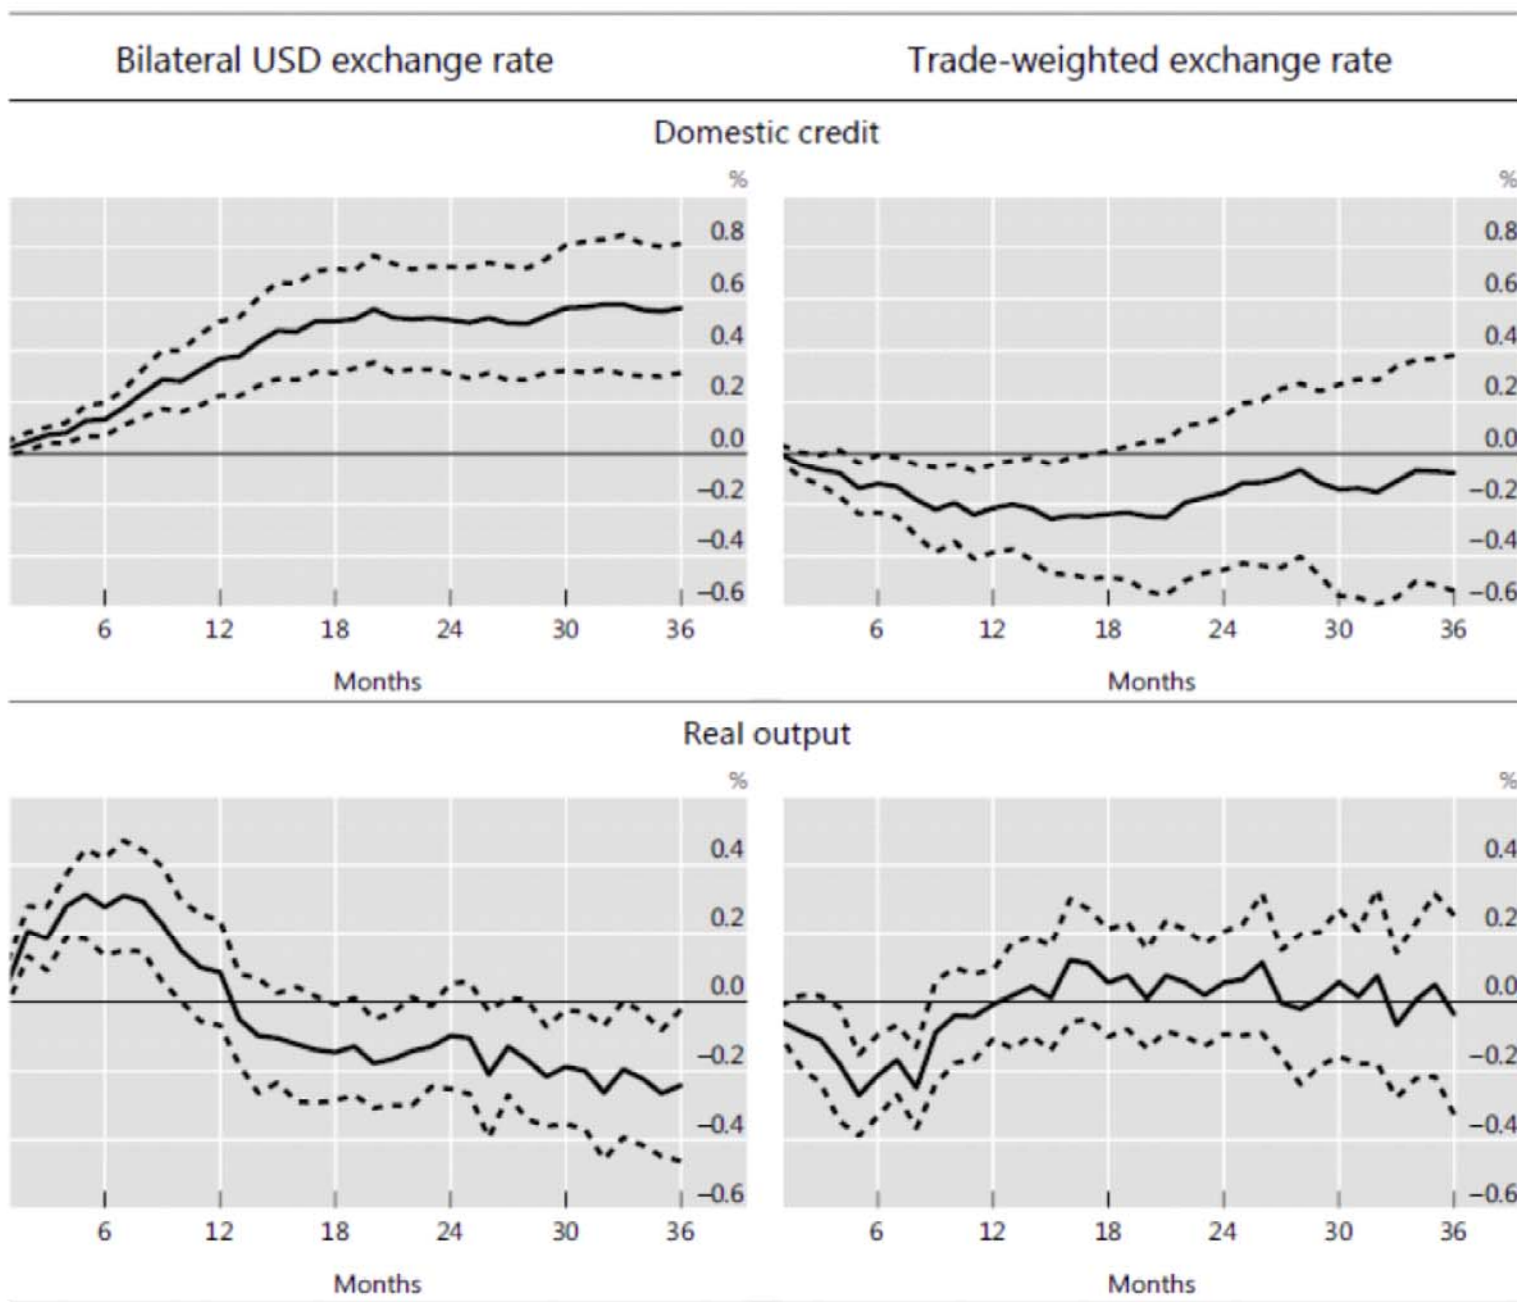 Bilateral USD exchange rate Trade-weighted exchange rate
Domestic credit
% %
0.8 0.8
0.6 0.6
0.4 0.4
0.2 0.2
0.0 0.0
−0.2 −0.2
−0.4 −0.4
−0.6 −0.6
6 12 18 24 30 36 6 12 18 24 30 36
Months Months
Real output
% %
0.4 0.4
0.2 0.2
0.0 0.0
−0.2 −0.2
−0.4 −0.4
−0.6 −0.6
6 12 18 24 30 36 6 12 18 24 30 36
Months Months